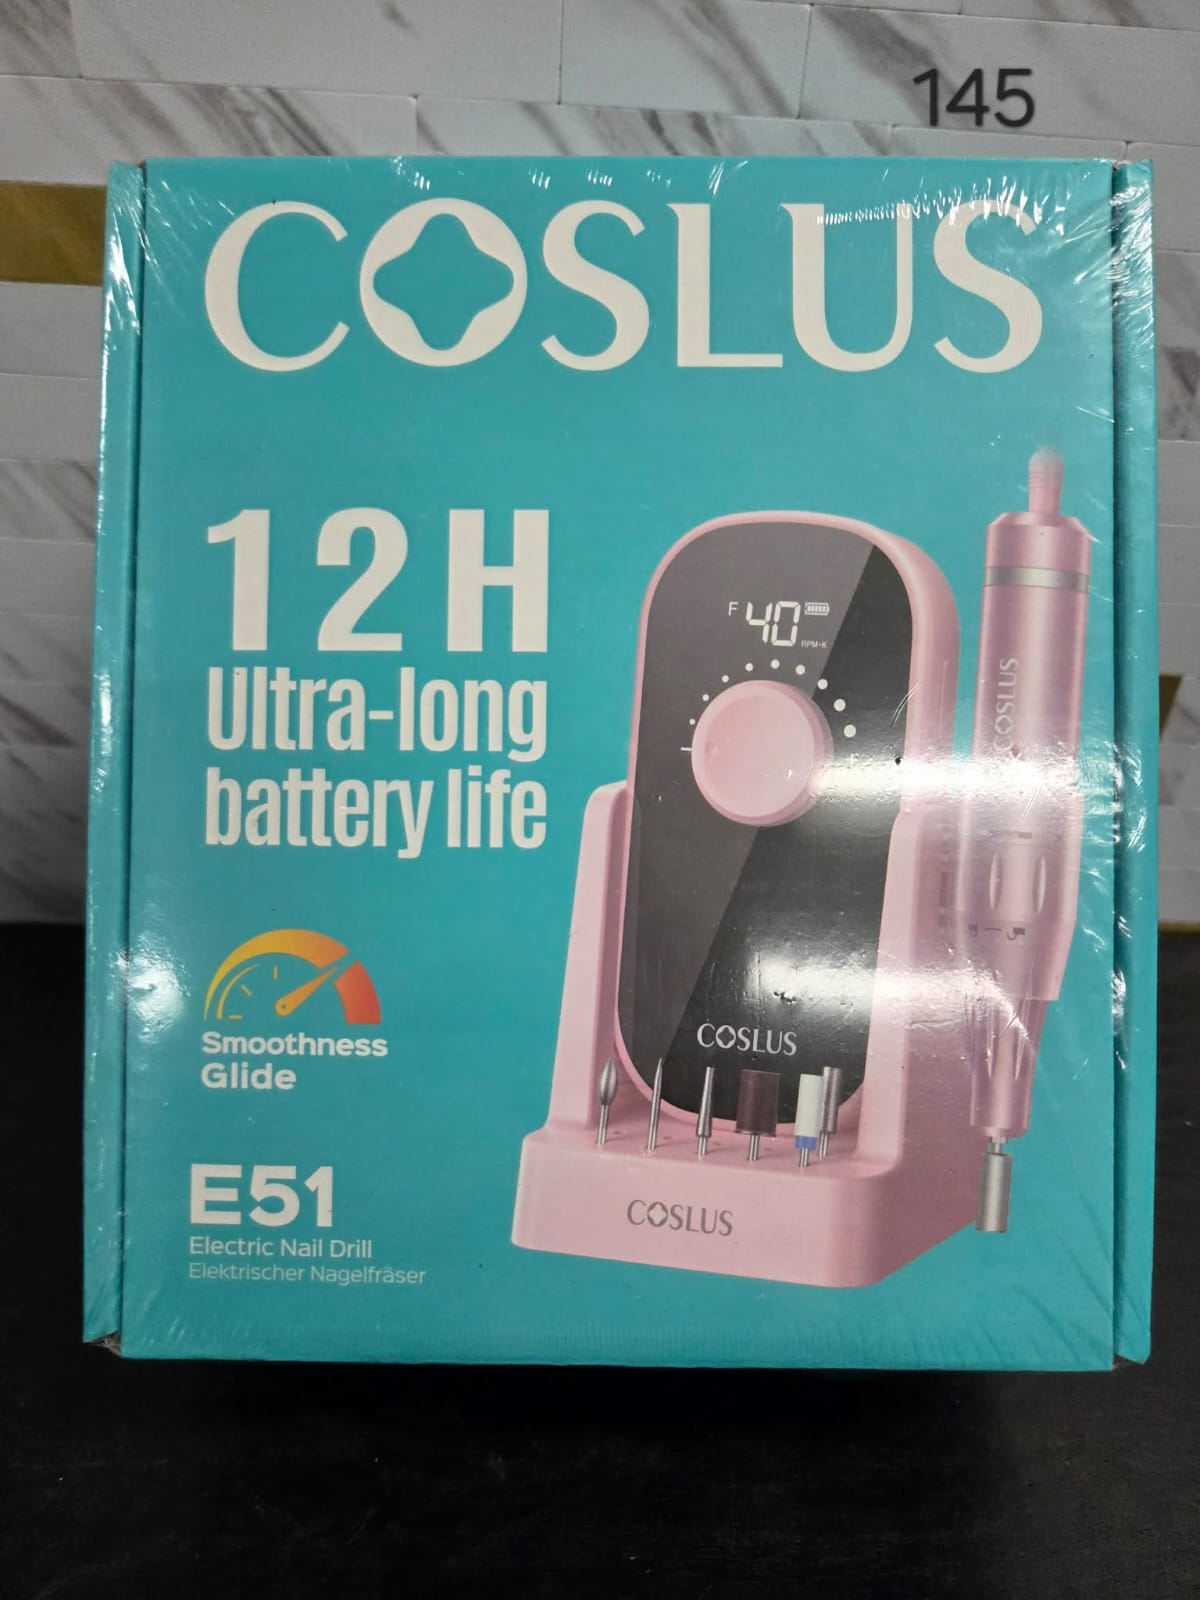 145
COSLUS
12H
Ultra-long
battery life
F 40
RPM·K
COSLUS
Smoothness
Glide
COSLUS
COSLUS
E51
Electric Nail Drill
Elektrischer Nagelfräser